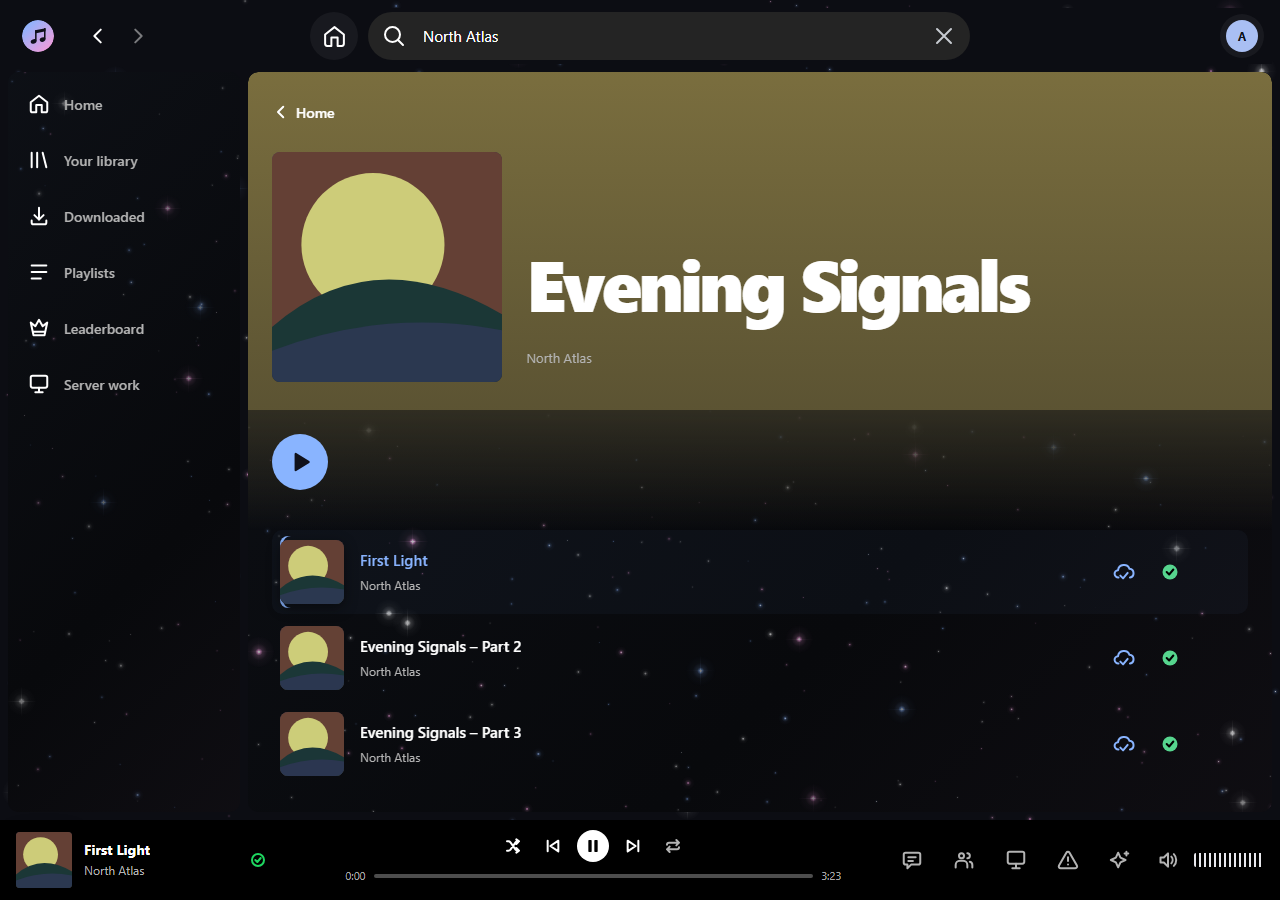 North Atlas
A
Home
Your library
Downloaded
Playlists
Leaderboard
Server work
Home
Evening Signals
North Atlas
First Light
North Atlas
Evening Signals – Part 2
North Atlas
Evening Signals – Part 3
North Atlas
First Light
North Atlas
0:00
3:23